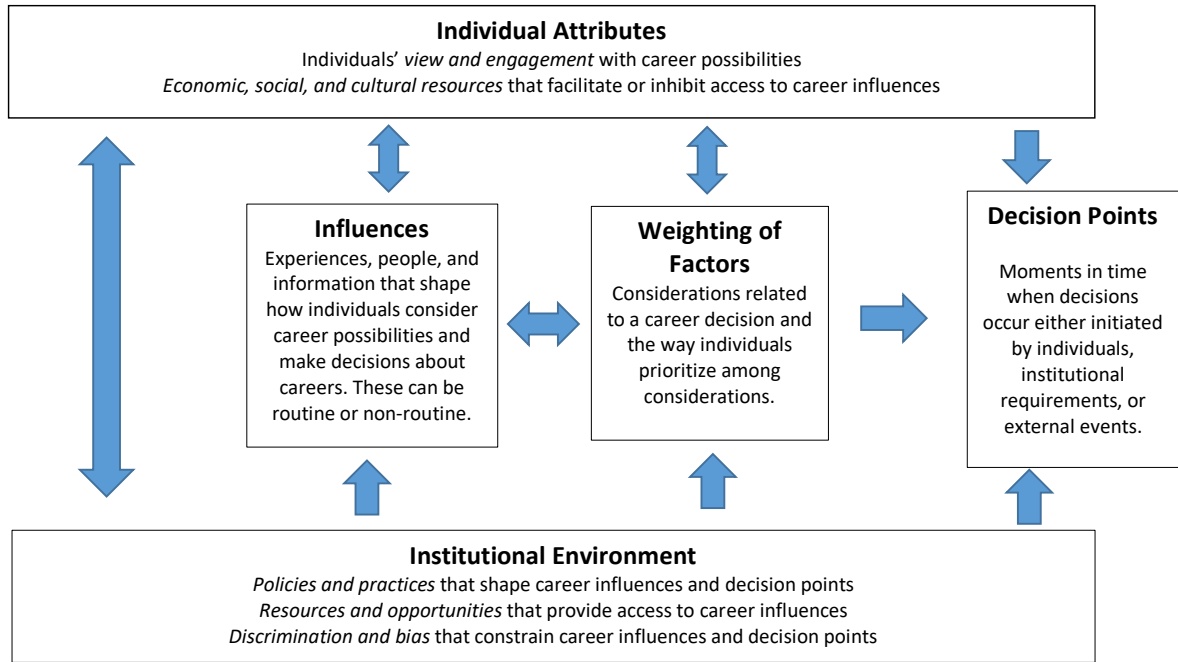 Individual Attributes
Individuals' view and engagement with career possibilities
Economic, social, and cultural resources that facilitate or inhibit access to career influences
Influences
Experiences, people, and
information that shape
how individuals consider
career possibilities and
make decisions about
careers. These can be
routine or non-routine.
Weighting of
Factors
Considerations related
to a career decision and
the way individuals
prioritize among
considerations.
Decision Points
Moments in time
when decisions
occur either initiated
by individuals,
institutional
requirements, or
external events.
Institutional Environment
Policies and practices that shape career influences and decision points
Resources and opportunities that provide access to career influences
Discrimination and bias that constrain career influences and decision points